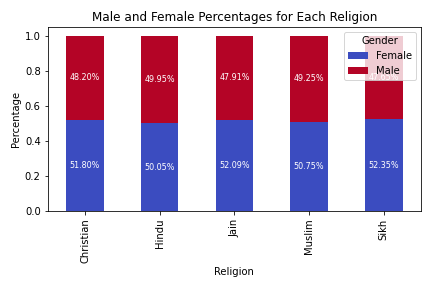 Male and Female Percentages for Each Religion
Gender
Female
Male
Percentage
1.0
0.8
0.6
0.4
0.2
0.0
48.20%
49.95%
47.91%
49.25%
51.80%
50.05%
52.09%
50.75%
52.35%
Christian
Hindu
Jain
Muslim
Sikh
Religion